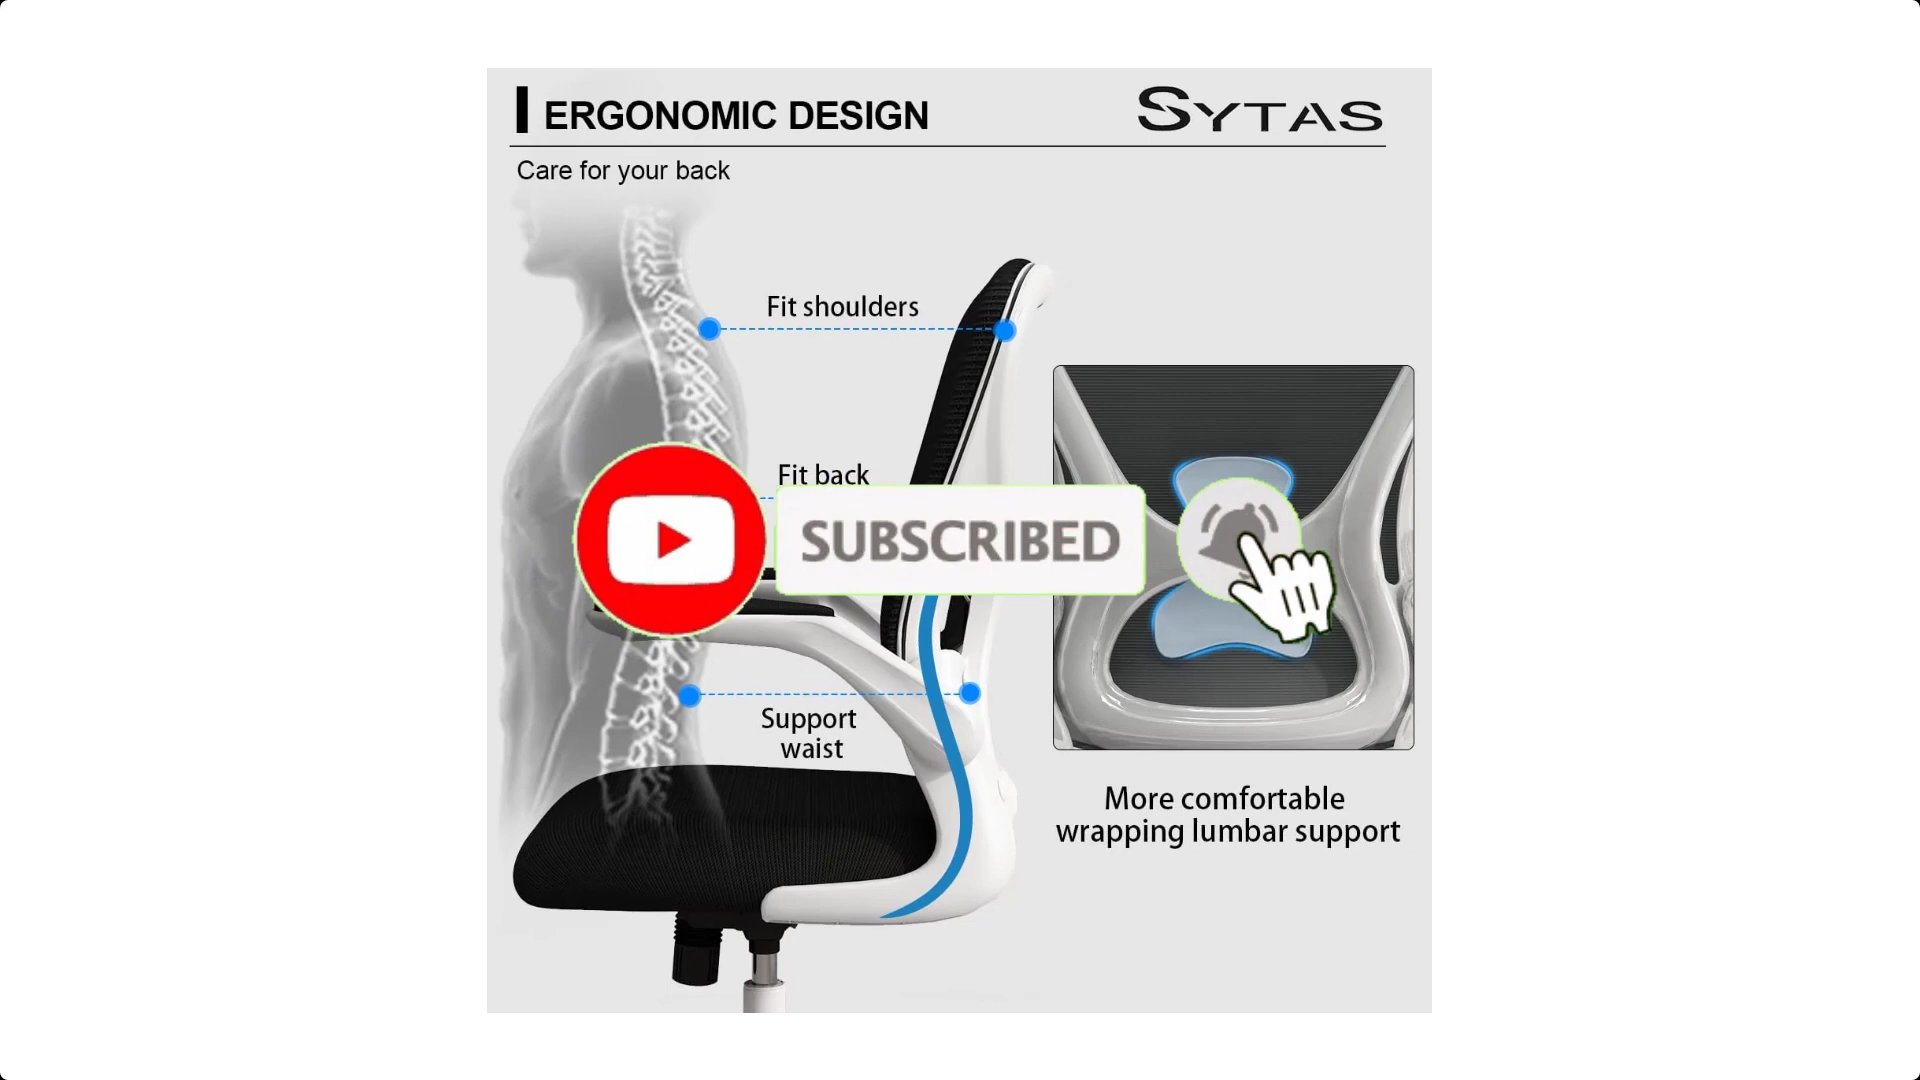 ERGONOMIC DESIGN
SYTAS
Care for your back
Fit shoulders
Fit back
SUBSCRIBED
Support
waist
More comfortable
wrapping lumbar support